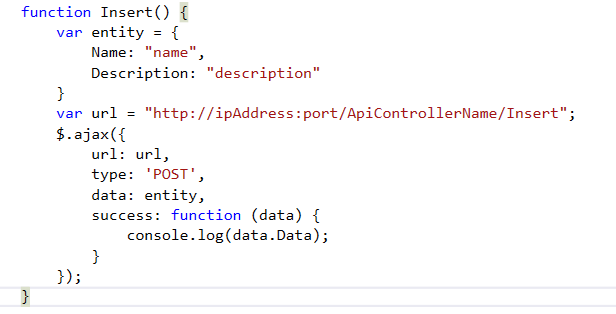 function Insert() {
    var entity = {
        Name: "name",
        Description: "description"
    }
    var url = "http://ipAddress:port/ApiControllerName/Insert";
    $.ajax({
        url: url,
        type: 'POST',
        data: entity,
        success: function (data) {
            console.log(data.Data);
        }
    });
}